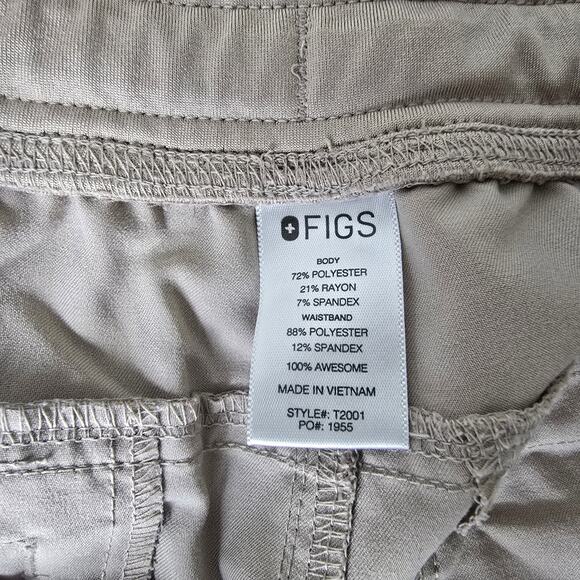 FIGS
BODY
72% POLYESTER
21% RAYON
7% SPANDEX
WAISTBAND
88% POLYESTER
12% SPANDEX
100% AWESOME
MADE IN VIETNAM
STYLE#: T2001
PO#: 1955